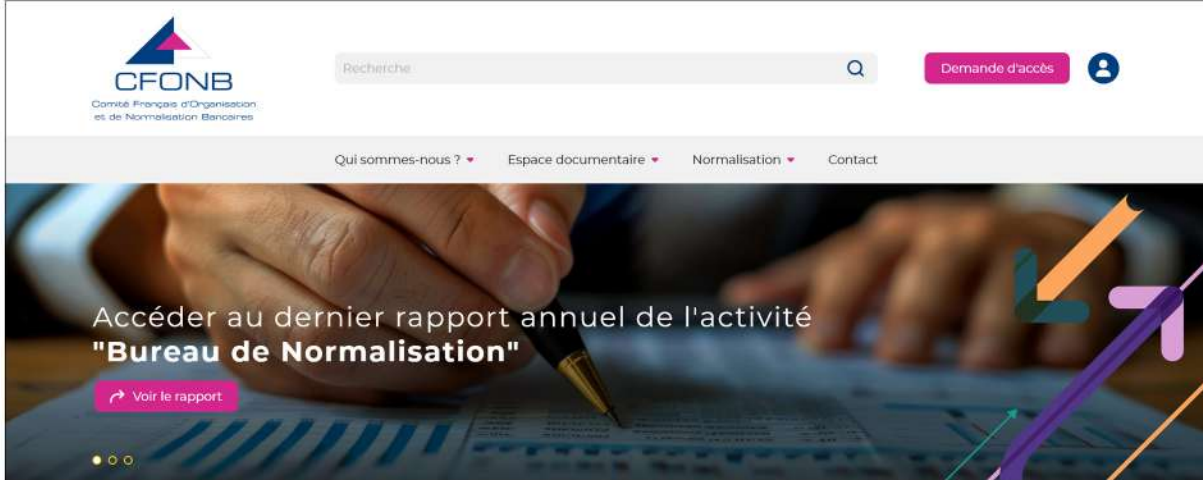 CFONB
Comité Français d'Organisation
et de Normalisation Bancaires
Recherche
Demande d'accès
Qui sommes-nous ?
Espace documentaire
Normalisation
Contact
Accéder au dernier rapport annuel de l'activité
"Bureau de Normalisation"
Voir le rapport